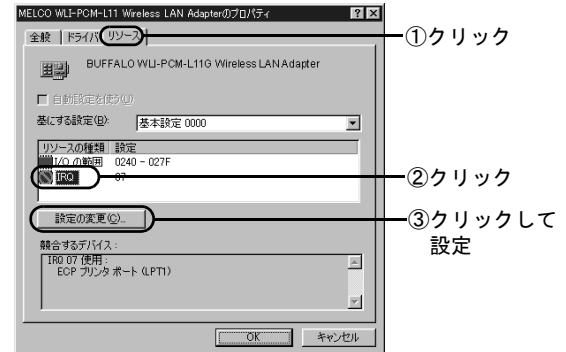 MELCO WLI-PCM-L11 Wireless LAN Adapterのプロパティ
全般 ドライバ リソース
①クリック
BUFFALO WLI-PCM-L11G Wireless LAN Adapter
自動設定を使う(U)
基にする設定(B): 基本設定 0000
リソースの種類 設定
I/O の範囲 0240 - 027F
IRQ 07
②クリック
設定の変更(C)...
③クリックして
設定
競合するデバイス:
IRQ 07 使用:
ECP プリンタ ポート (LPT1)
OK キャンセル